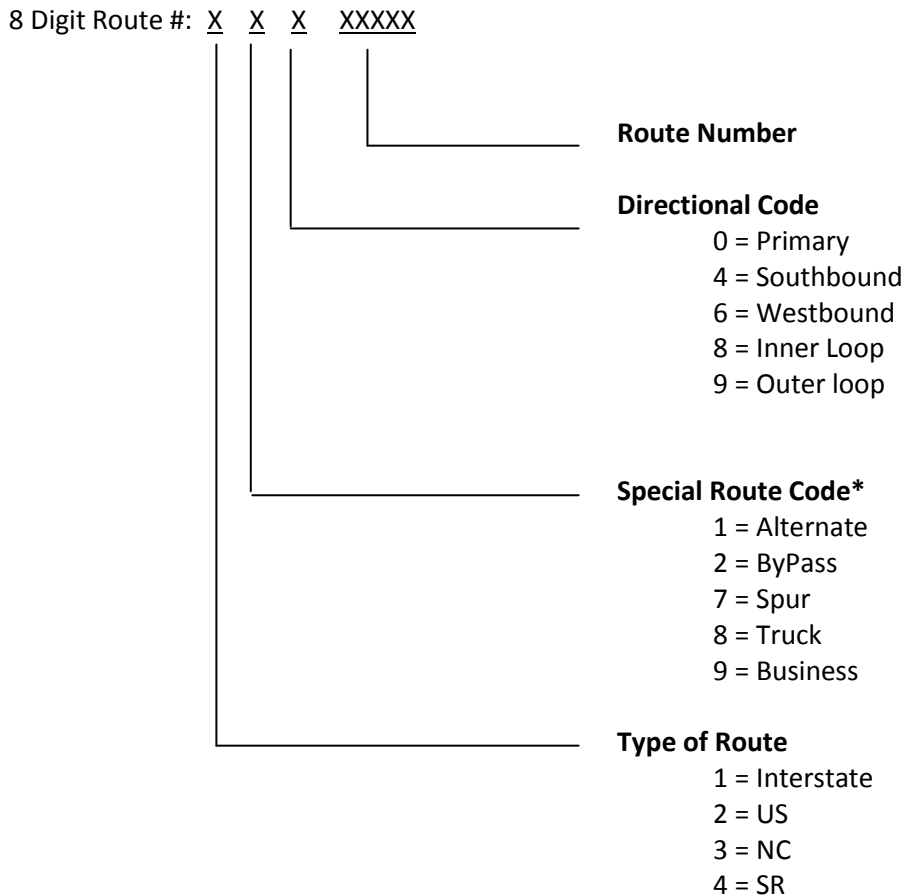 8 Digit Route #: X X X XXXXX
Route Number
Directional Code
0 = Primary
4 = Southbound
6 = Westbound
8 = Inner Loop
9 = Outer loop
Special Route Code*
1 = Alternate
2 = ByPass
7 = Spur
8 = Truck
9 = Business
Type of Route
1 = Interstate
2 = US
3 = NC
4 = SR